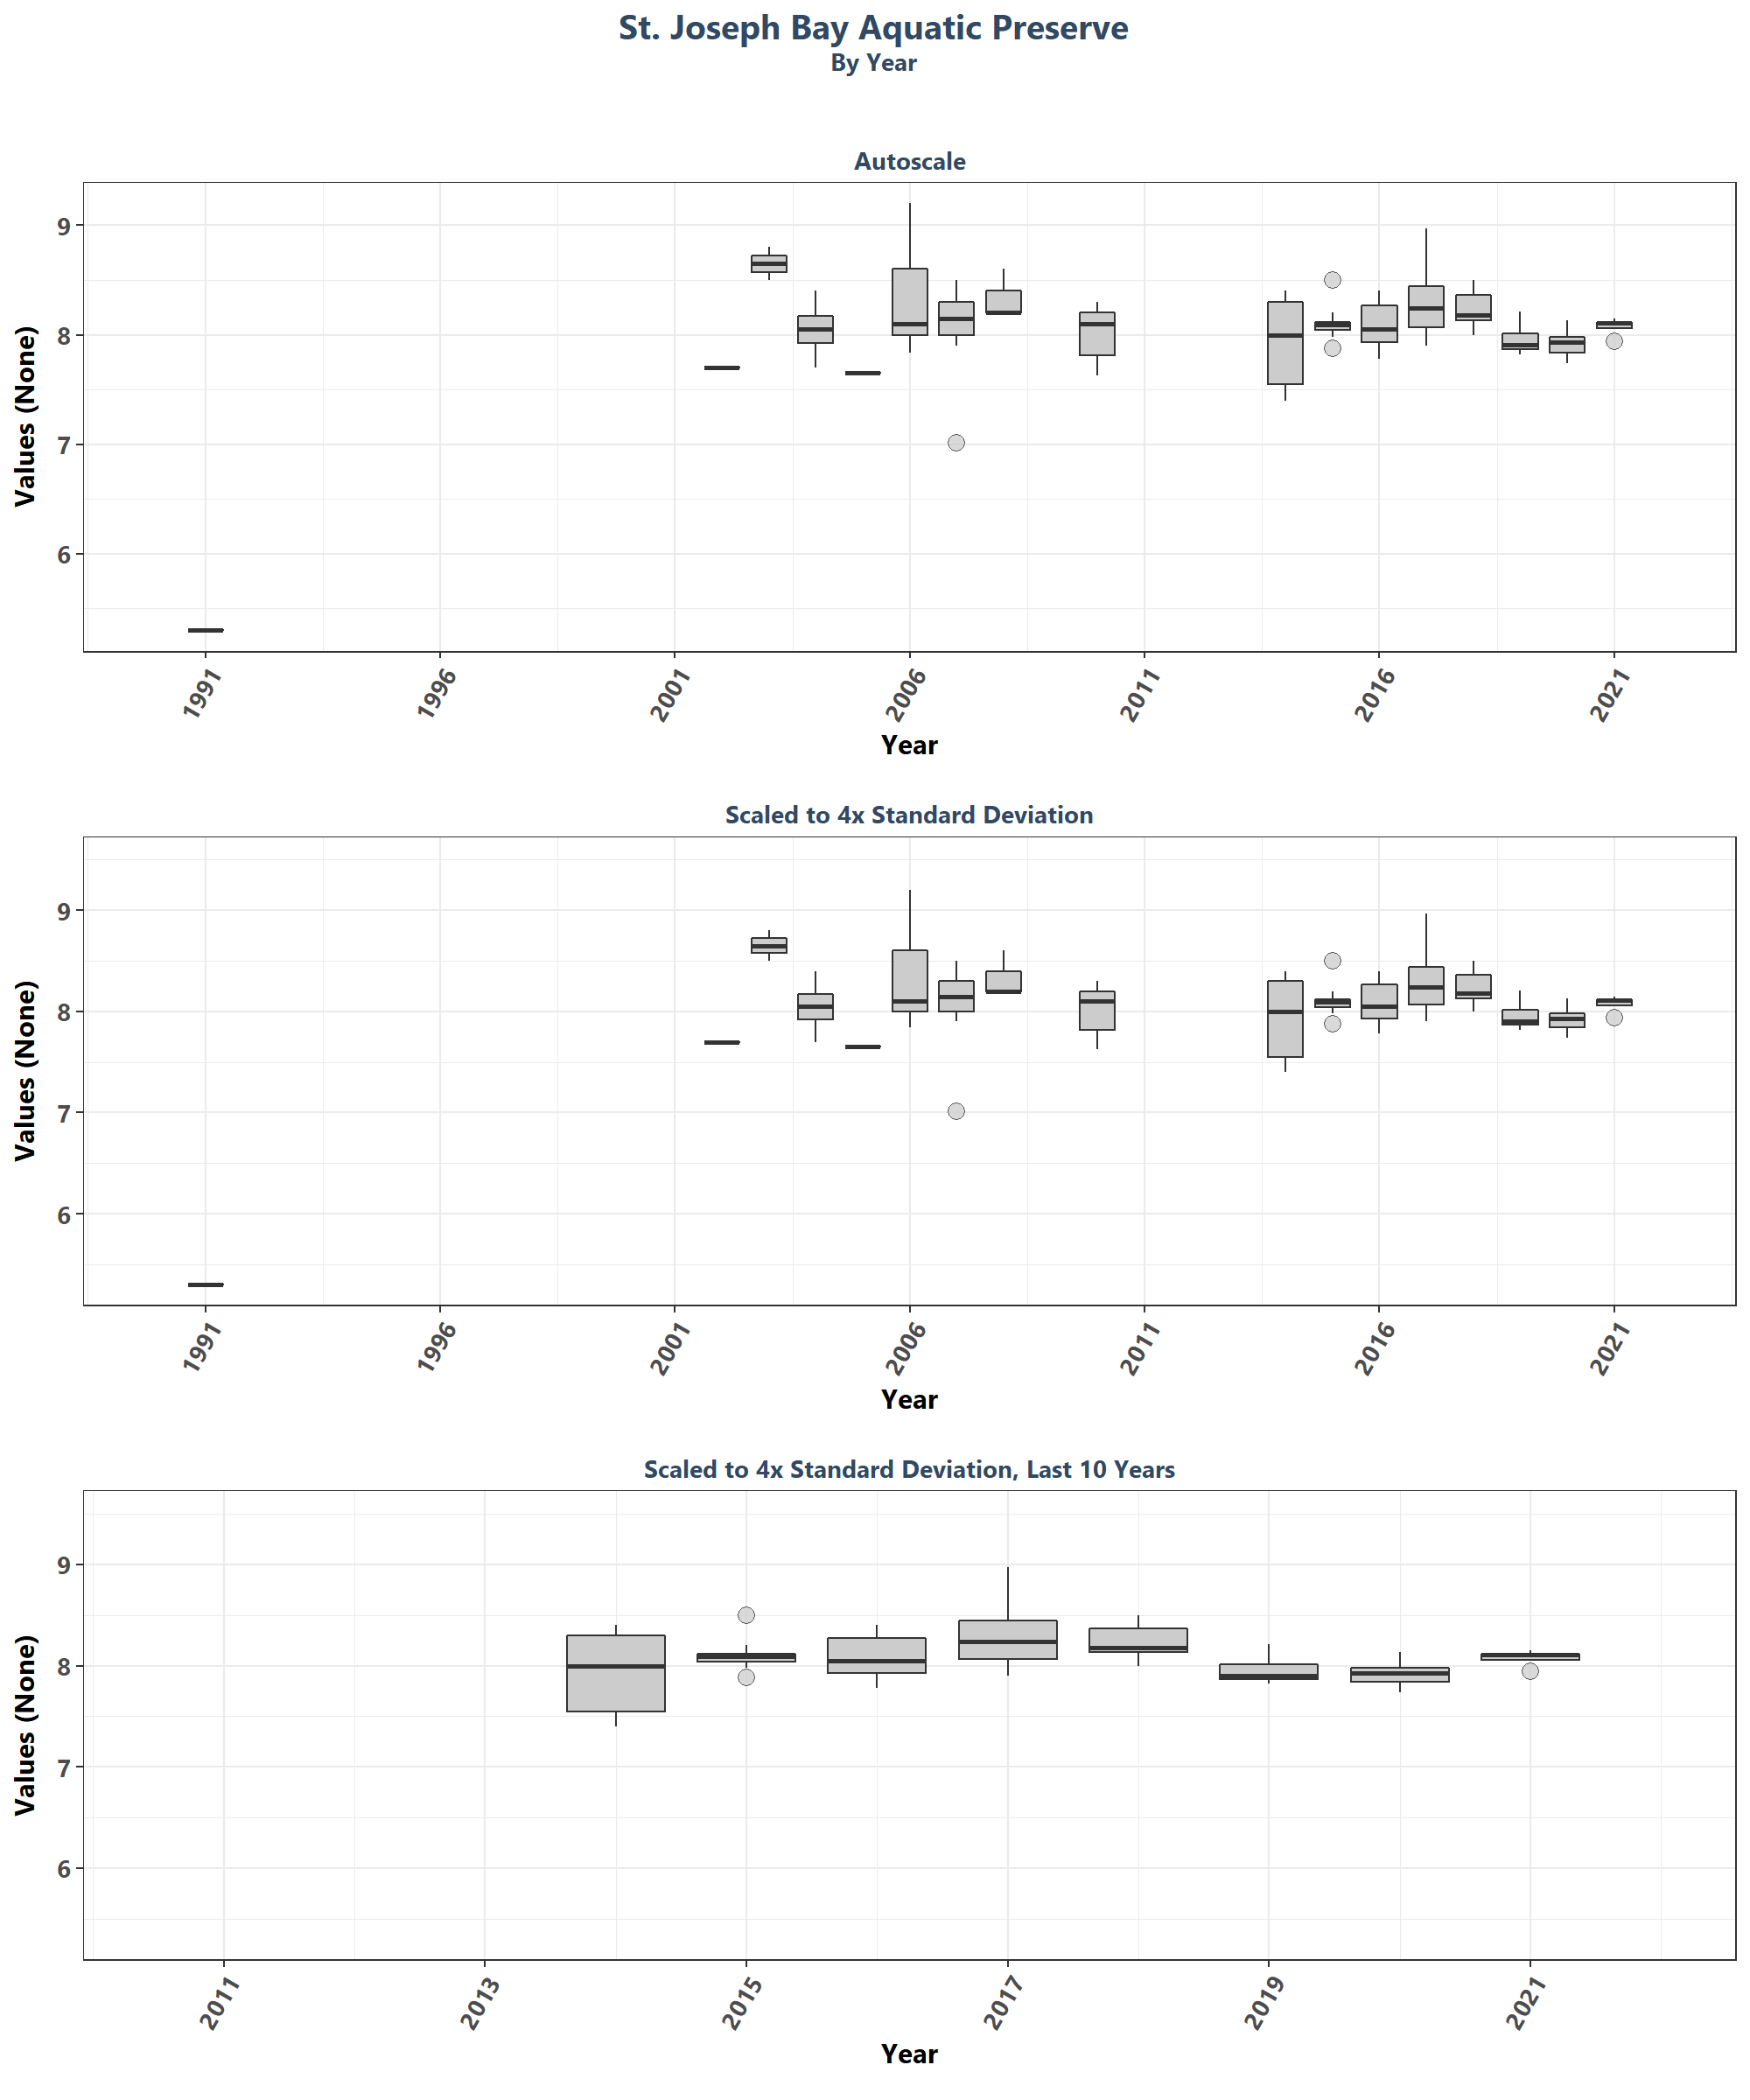 St. Joseph Bay Aquatic Preserve
By Year
Autoscale
Values (None)
9
8
7
6
1991 1996 2001 2006 2011 2016 2021
Year
Scaled to 4x Standard Deviation
Values (None)
9
8
7
6
1991 1996 2001 2006 2011 2016 2021
Year
Scaled to 4x Standard Deviation, Last 10 Years
Values (None)
9
8
7
6
2011 2013 2015 2017 2019 2021
Year